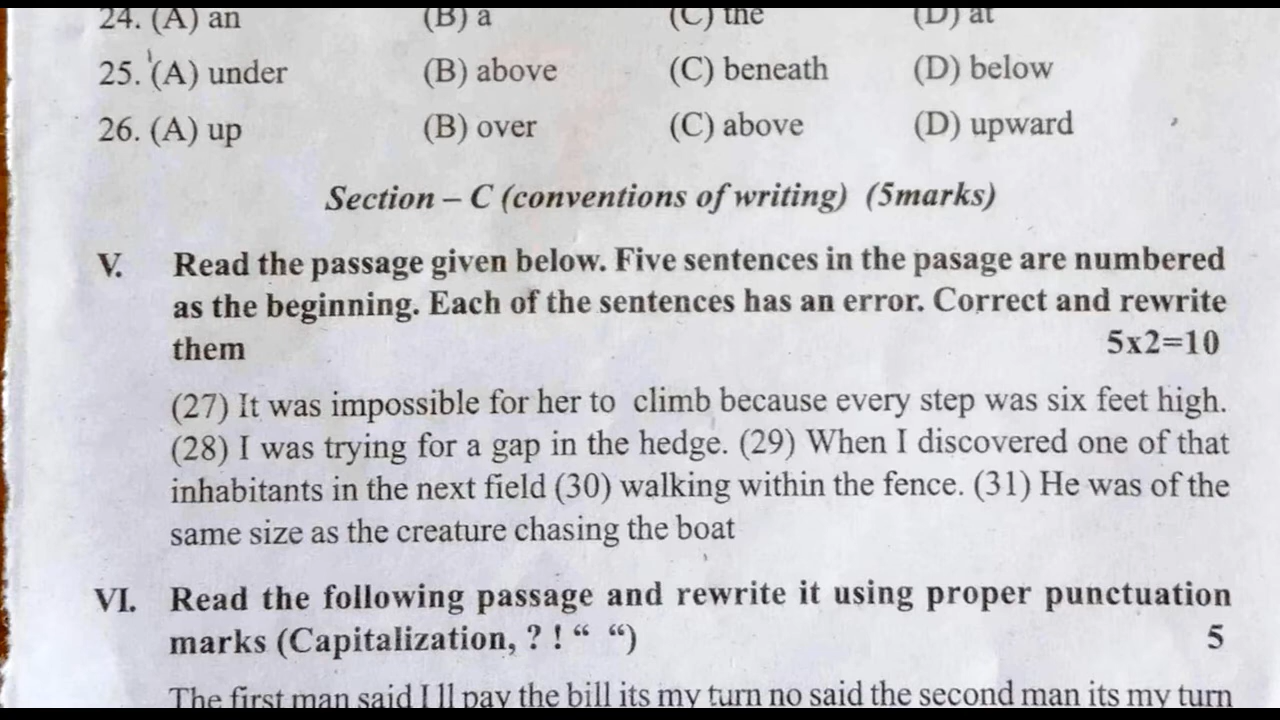 24. (A) an (B) a (C) the (D) at
25. (A) under (B) above (C) beneath (D) below
26. (A) up (B) over (C) above (D) upward
Section – C (conventions of writing) (5marks)
V. Read the passage given below. Five sentences in the pasage are numbered
as the beginning. Each of the sentences has an error. Correct and rewrite
them 5x2=10
(27) It was impossible for her to climb because every step was six feet high.
(28) I was trying for a gap in the hedge. (29) When I discovered one of that
inhabitants in the next field (30) walking within the fence. (31) He was of the
same size as the creature chasing the boat
VI. Read the following passage and rewrite it using proper punctuation
marks (Capitalization, ? ! “ “) 5
The first man said I ll pay the bill its my turn no said the second man its my turn